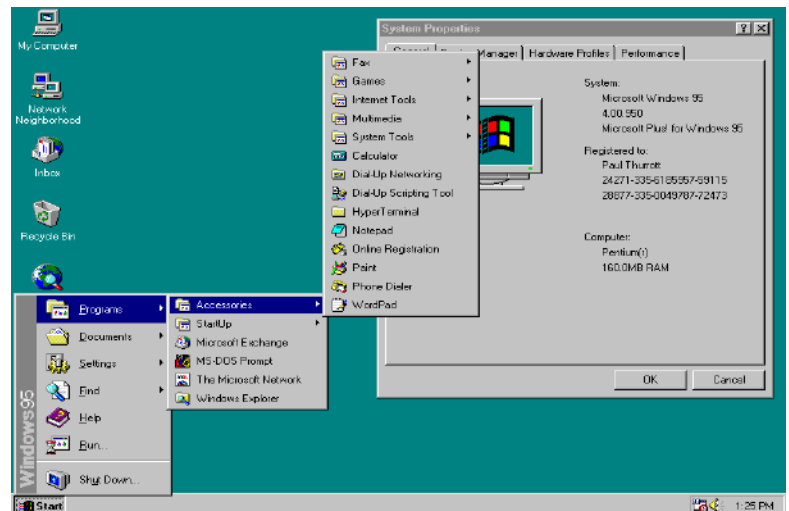 My Computer
Network
Neighborhood
Inbox
Recycle Bin
System Properties
Manager
Hardware Profiles
Performance
System:
Microsoft Windows 95
4.00.950
Microsoft Plus! for Windows 95
Registered to:
Paul Thurrott
24271-335-6165957-59115
28877-335-0049787-72473
Computer:
Pentium(r)
160.0MB RAM
OK
Cancel
Fax
Games
Internet Tools
Multimedia
System Tools
Calculator
Dial-Up Networking
Dial-Up Scripting Tool
HyperTerminal
Notepad
Online Registration
Paint
Phone Dialer
WordPad
Accessories
StartUp
Microsoft Exchange
MS-DOS Prompt
The Microsoft Network
Windows Explorer
Programs
Documents
Settings
Find
Help
Run...
Shut Down...
Windows95
Start
1:25 PM